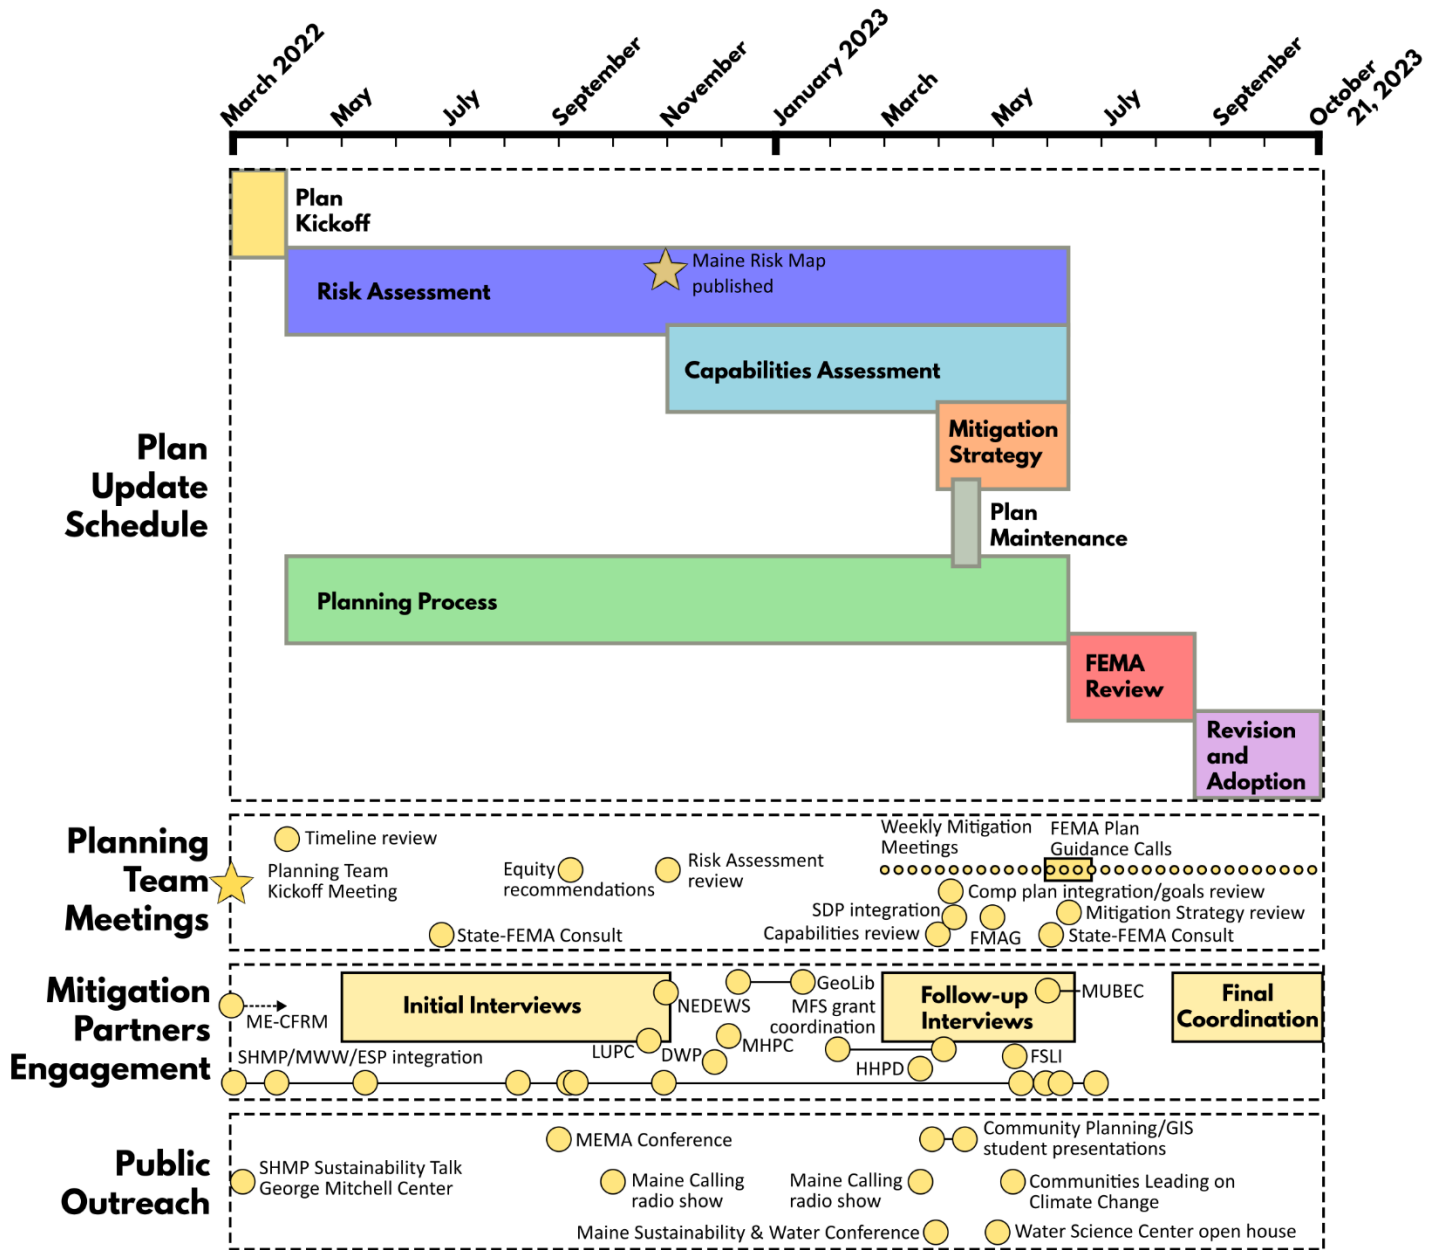 March 2022
May
July
September
November
January 2023
March
May
July
September
October
21, 2023
Plan
Update
Schedule
Plan
Kickoff
Maine Risk Map
published
Risk Assessment
Capabilities Assessment
Mitigation
Strategy
Plan
Maintenance
Planning Process
FEMA
Review
Revision
and
Adoption
Planning
Team
Meetings
Timeline review
Planning Team
Kickoff Meeting
State-FEMA Consult
Equity
recommendations
Risk Assessment
review
Weekly Mitigation
Meetings
FEMA Plan
Guidance Calls
Comp plan integration/goals review
SDP integration
Mitigation Strategy review
Capabilities review
FMAG
State-FEMA Consult
Mitigation
Partners
Engagement
ME-CFRM
Initial Interviews
NEDEWS
GeoLib
MFS grant
coordination
Follow-up
Interviews
MUBEC
Final
Coordination
LUPC
DWP
MHPC
HHPD
FSLI
SHMP/MWW/ESP integration
Public
Outreach
MEMA Conference
Community Planning/GIS
student presentations
SHMP Sustainability Talk
George Mitchell Center
Maine Calling
radio show
Maine Calling
radio show
Communities Leading on
Climate Change
Maine Sustainability & Water Conference
Water Science Center open house